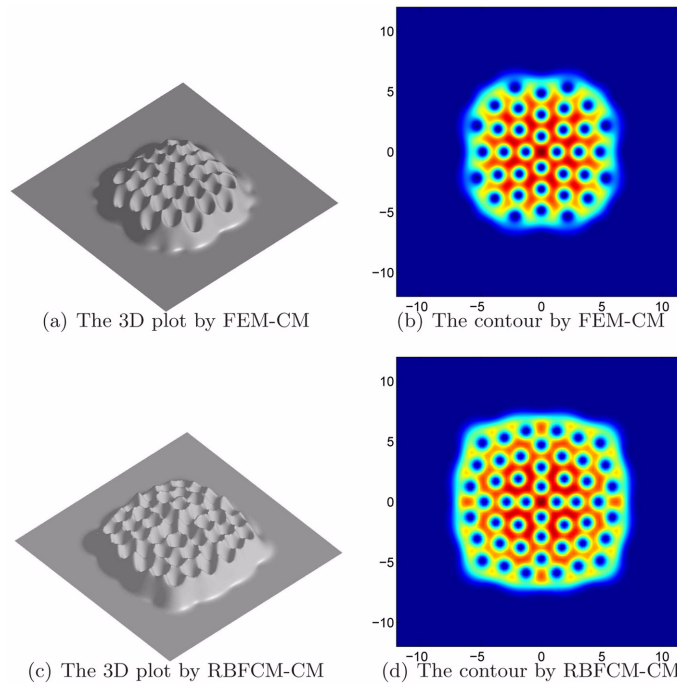 10
5
0
−5
−10
−10 −5 0 5 10
(a) The 3D plot by FEM-CM
(b) The contour by FEM-CM
10
5
0
−5
−10
−10 −5 0 5 10
(c) The 3D plot by RBFCM-CM
(d) The contour by RBFCM-CM